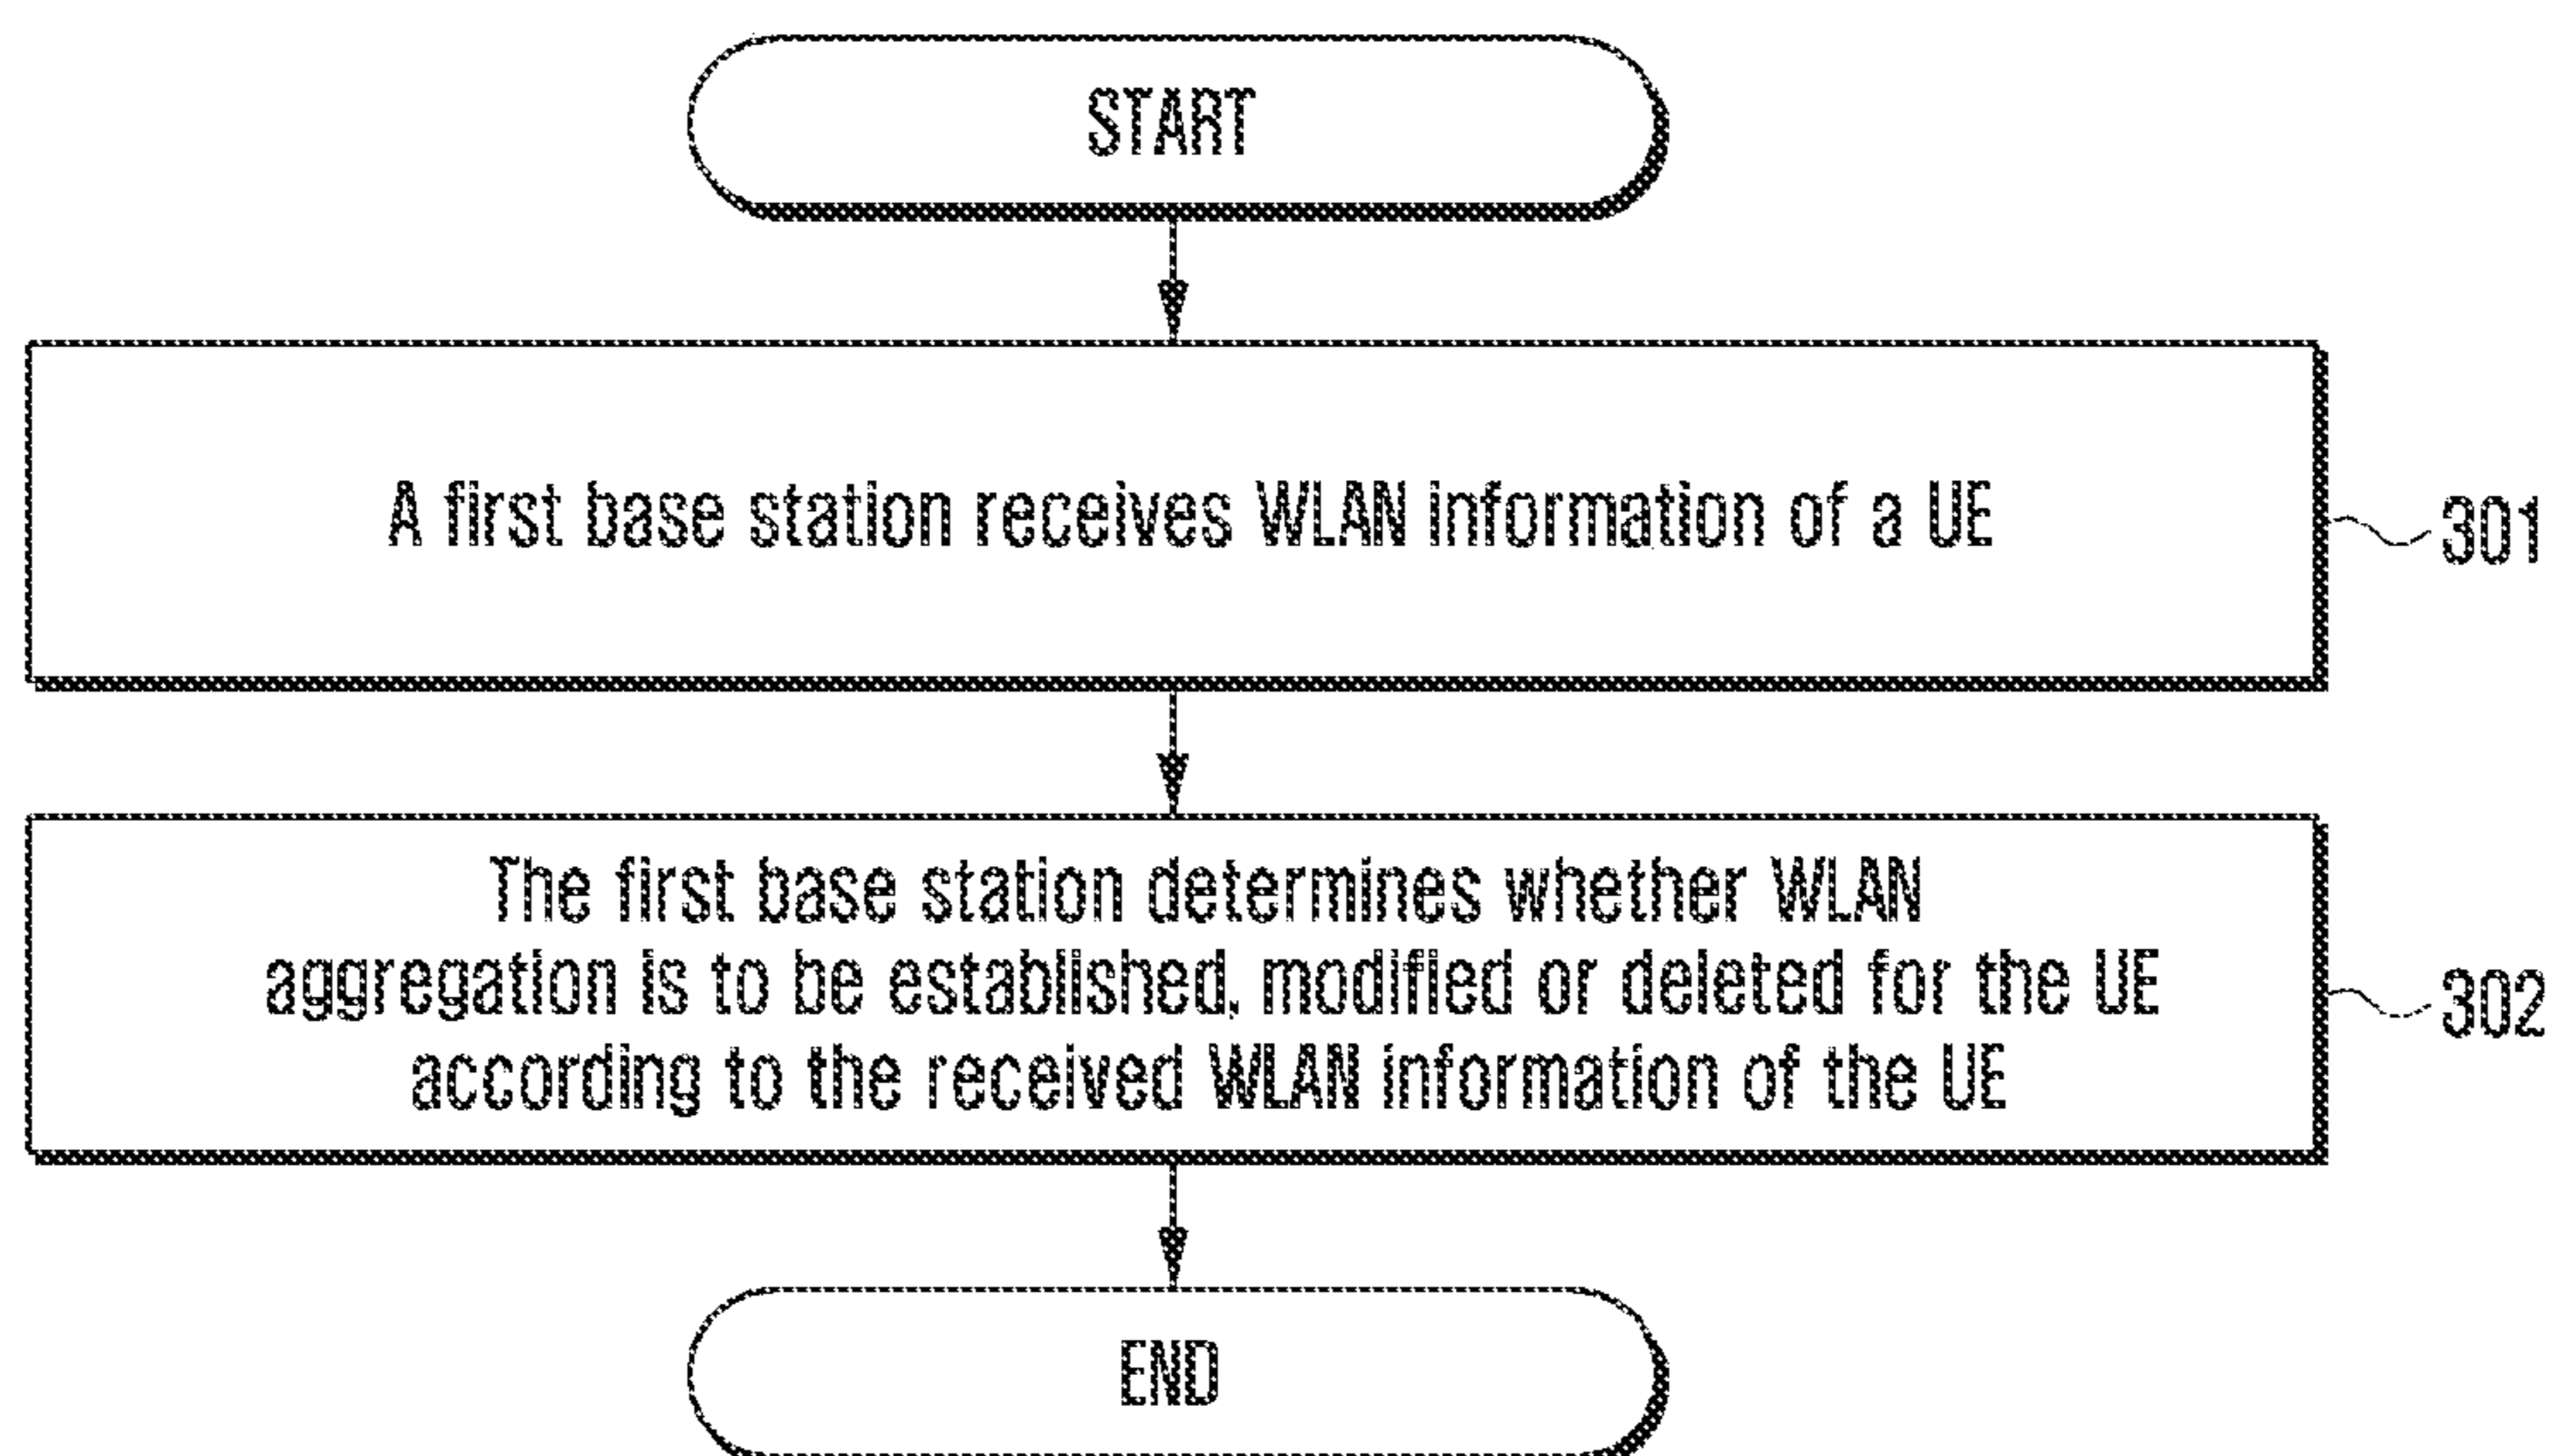 START
A first base station receives WLAN information of a UE
301
The first base station determines whether WLAN
aggregation is to be established, modified or deleted for the UE
302
according to the received WLAN information of the UE
END